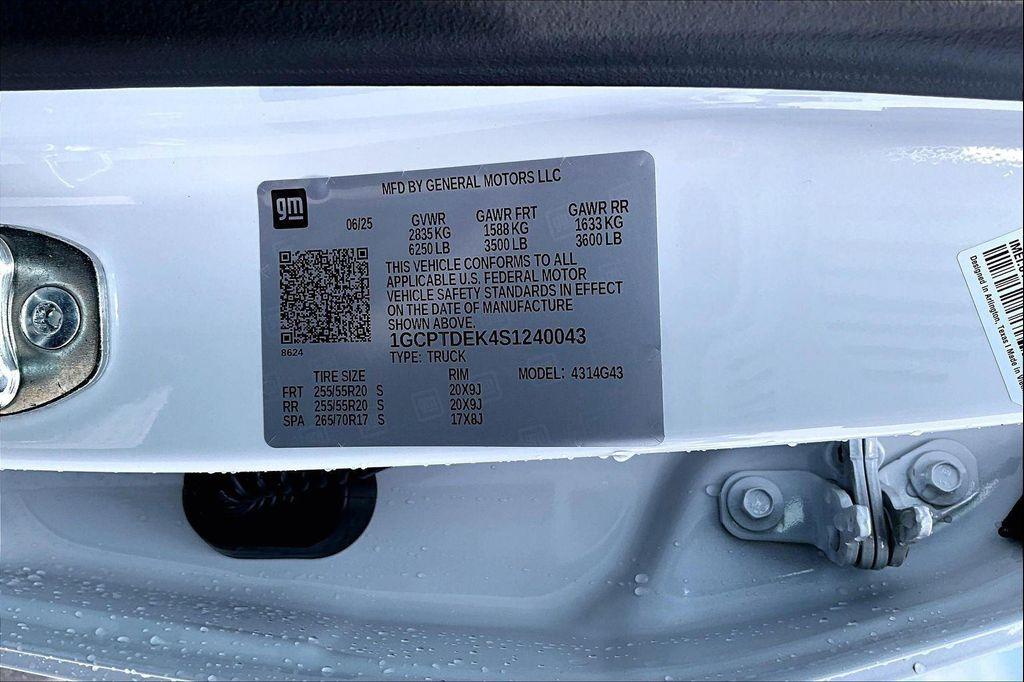 MFD BY GENERAL MOTORS LLC
gm
06/25
GVWR GAWR FRT GAWR RR
2835 KG 1588 KG 1633 KG
6250 LB 3500 LB 3600 LB
THIS VEHICLE CONFORMS TO ALL
APPLICABLE U.S. FEDERAL MOTOR
VEHICLE SAFETY STANDARDS IN EFFECT
ON THE DATE OF MANUFACTURE
SHOWN ABOVE.
1GCPTDEK4S1240043
8624
TYPE: TRUCK
TIRE SIZE RIM MODEL: 4314G43
FRT 255/55R20 S 20X9J
RR 255/55R20 S 20X9J
SPA 265/70R17 S 17X8J
Designed in Arlington, Texas | Made in